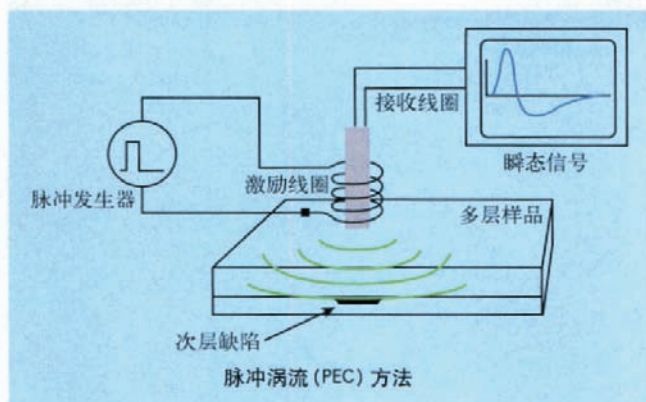 接收线圈
瞬态信号
激励线圈
脉冲发生器
多层样品
次层缺陷
脉冲涡流(PEC)方法